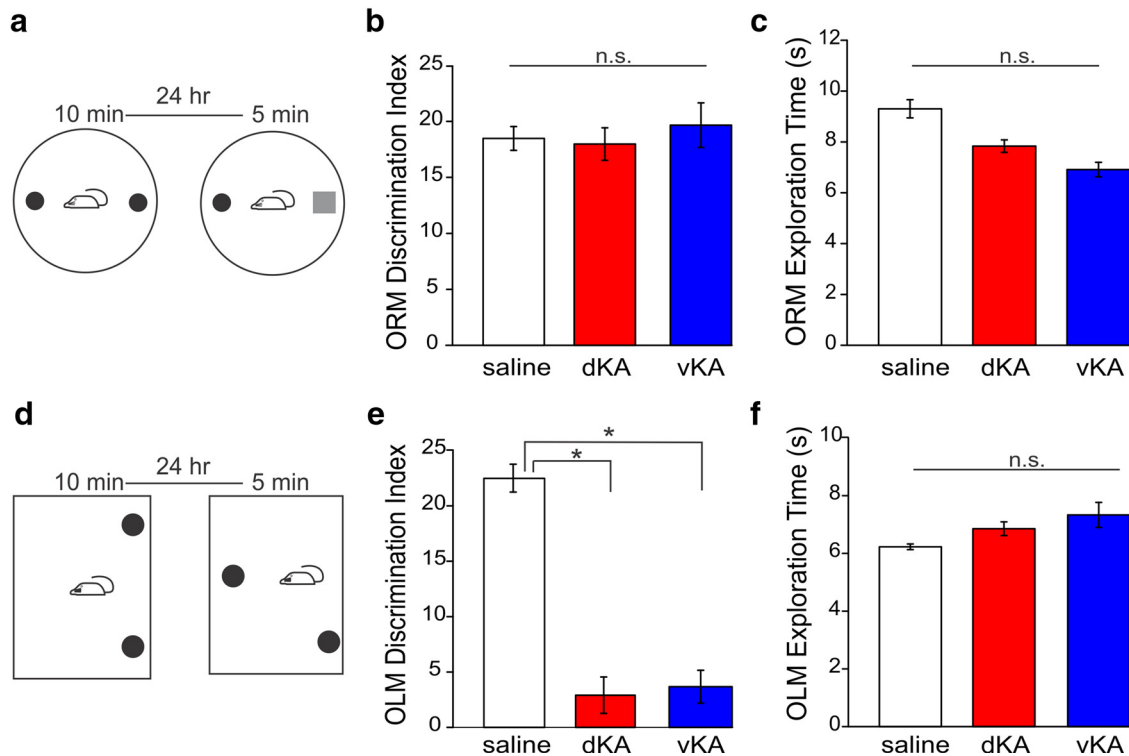 a
24 hr
10 min
5 min
b
n.s.
ORM Discrimination Index
25
20
15
10
5
0
saline dKA vKA
c
n.s.
ORM Exploration Time (s)
12
10
8
6
4
2
0
saline dKA vKA
d
24 hr
10 min
5 min
e
*
*
OLM Discrimination Index
25
20
15
10
5
0
saline dKA vKA
f
n.s.
OLM Exploration Time (s)
10
8
6
4
2
0
saline dKA vKA